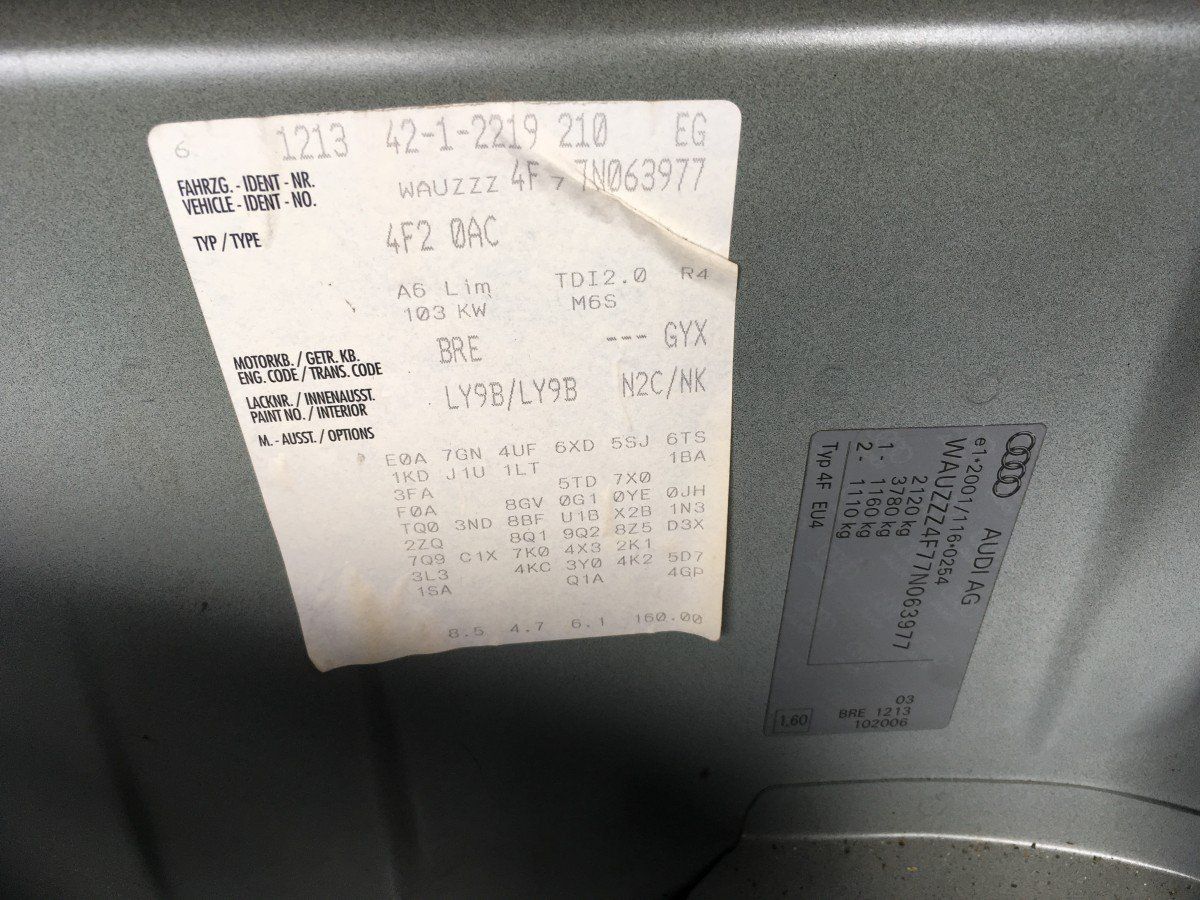 6 1213 42-1-2219 210 EG
FAHRZG.-IDENT-NR.
VEHICLE-IDENT-NO.
WAUZZZ 4F 7 7N063977
TYP/TYPE 4F2 0AC
A6 Lim TDI2.0 R4
103 KW M6S
MOTORKB./GETR.KB.
ENG.CODE/TRANS.CODE
BRE --- GYX
LACKNR./INNENAUSST.
PAINT NO./INTERIOR
LY9B/LY9B N2C/NK
M.-AUSST./OPTIONS
E0A 7GN 4UF 6XD 5SJ 6TS
1KD J1U 1LT 1BA
3FA 5TD 7X0
F0A 8GV 0G1 0YE 0JH
TQ0 3ND 8BF U1B X2B 1N3
2ZQ 8Q1 9Q2 8Z5 D3X
7Q9 C1X 7K0 4X3 2K1
3L3 4KC 3Y0 4K2 5D7
1SA Q1A 4GP
8.5 4.7 6.1 160.00
AUDI AG
e1*2001/116*0254
WAUZZZ4F77N063977
2120 kg
3780 kg
1- 1160 kg
2- 1110 kg
Typ 4F EU4
03
BRE 1213
102006
1.60